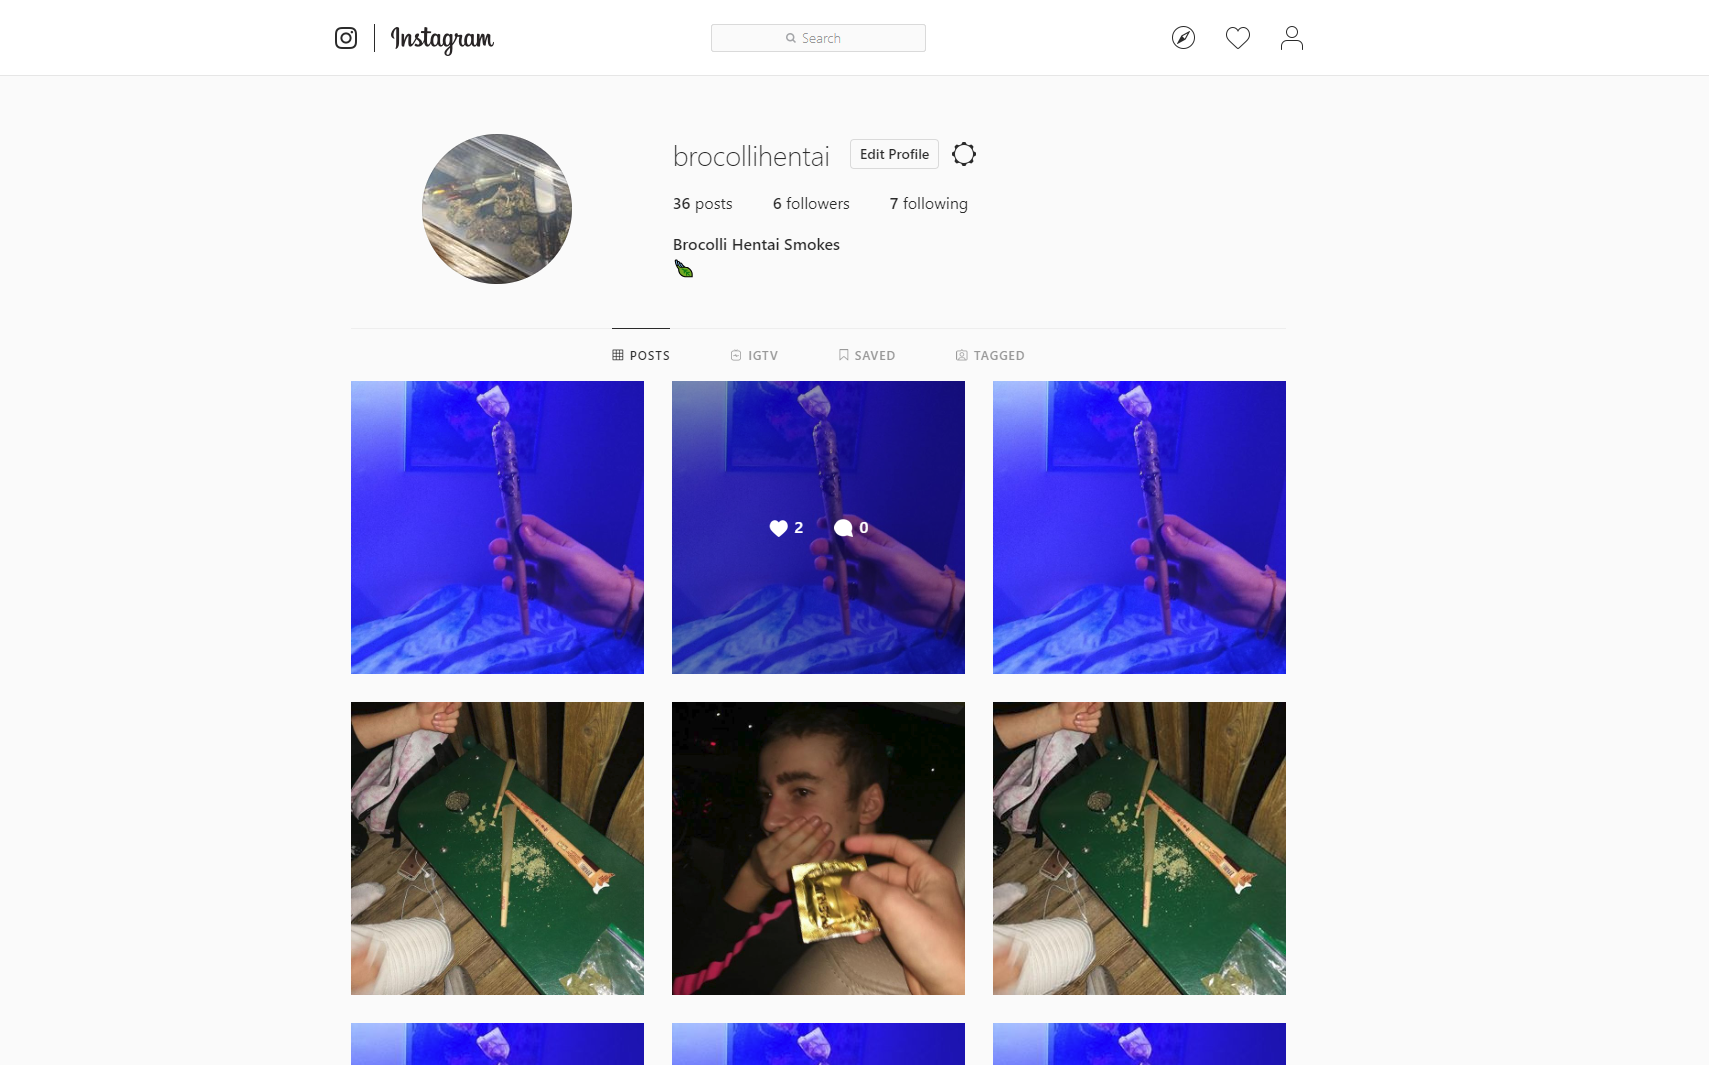 Instagram
Search
brocollihentai
Edit Profile
36 posts
6 followers
7 following
Brocolli Hentai Smokes
POSTS
IGTV
SAVED
TAGGED
2
0